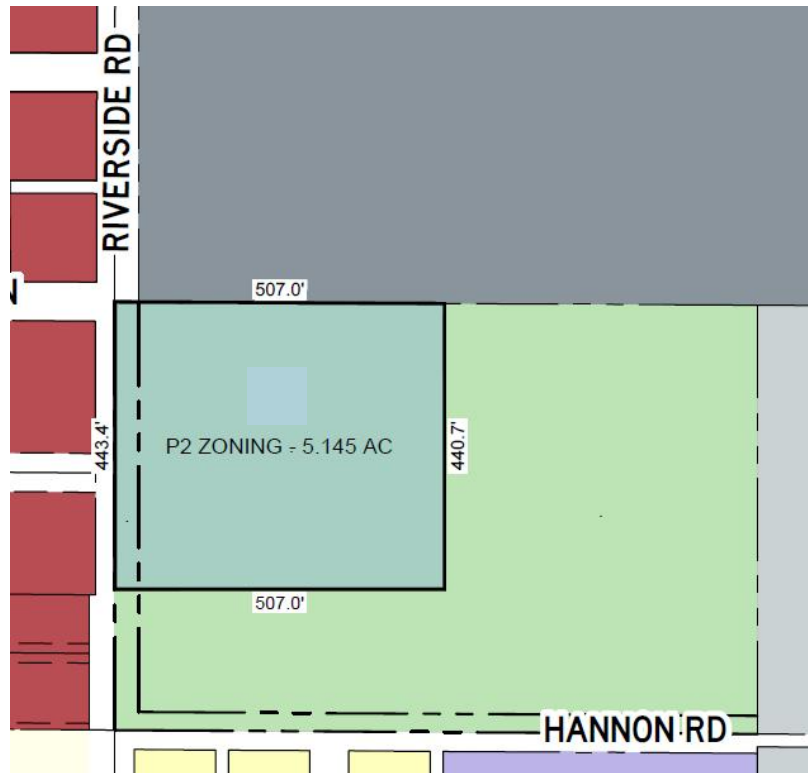 RIVERSIDE RD
507.0'
443.4'
P2 ZONING - 5.145 AC
440.7'
507.0'
HANNON RD